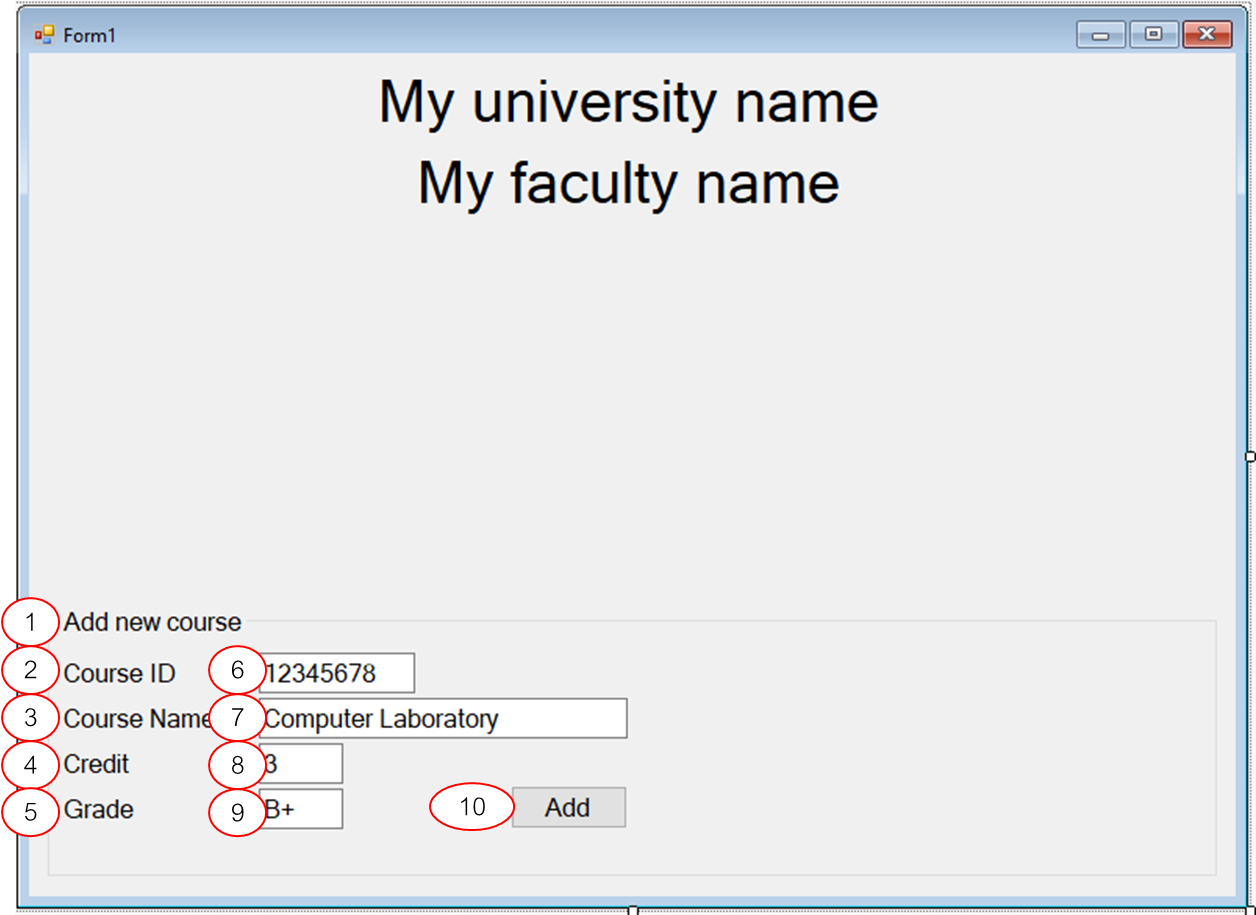 Form1
My university name
My faculty name
1 Add new course
2 Course ID 6 12345678
3 Course Name 7 Computer Laboratory
4 Credit 8 3
5 Grade 9 B+ 10 Add